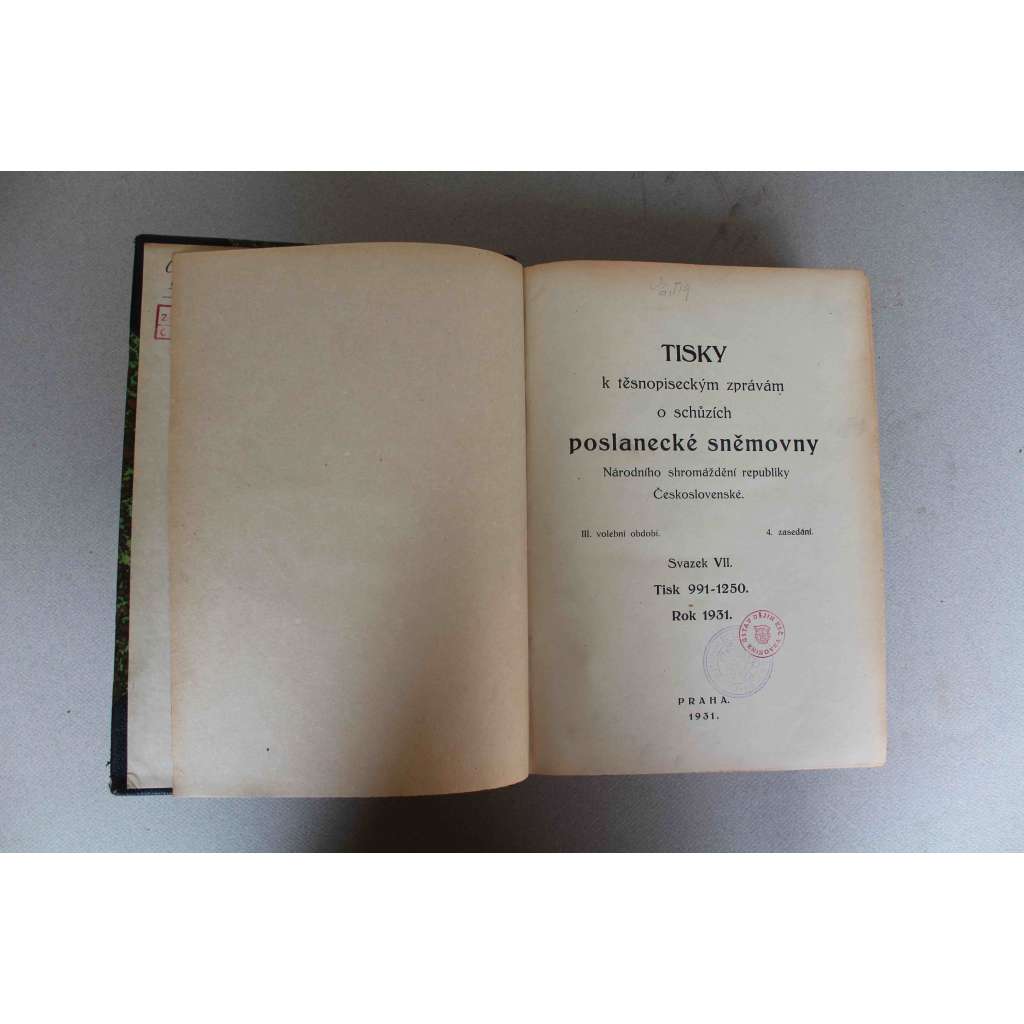 TISKY
k těsnopiseckým zprávám
o schůzích
poslanecké sněmovny
Národního shromáždění republiky
Československé.
III. volební období. 4. zasedání.
Svazek VII.
Tisk 991-1250.
Rok 1931.
PRAHA.
1931.